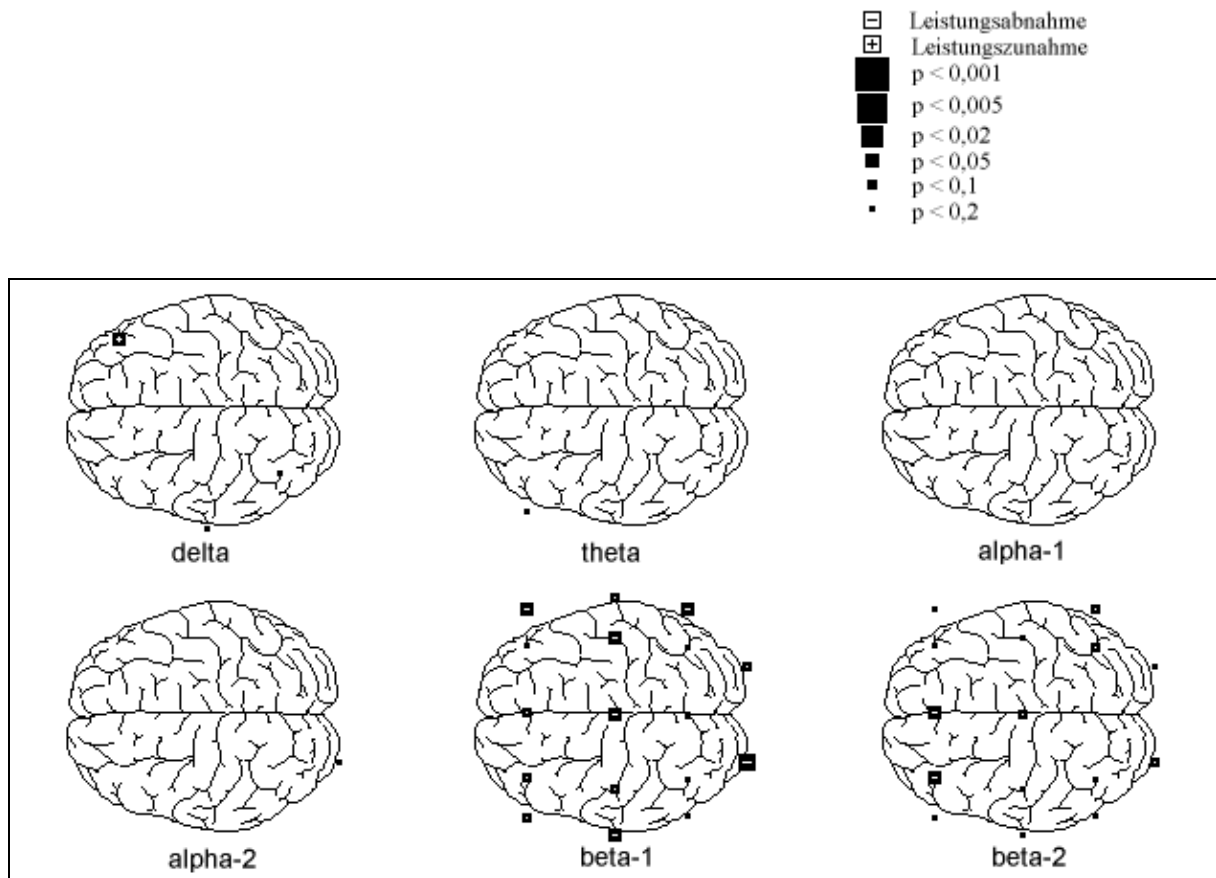 Leistungsabnahme
Leistungszunahme
p < 0,001
p < 0,005
p < 0,02
p < 0,05
p < 0,1
p < 0,2
delta theta alpha-1
alpha-2 beta-1 beta-2